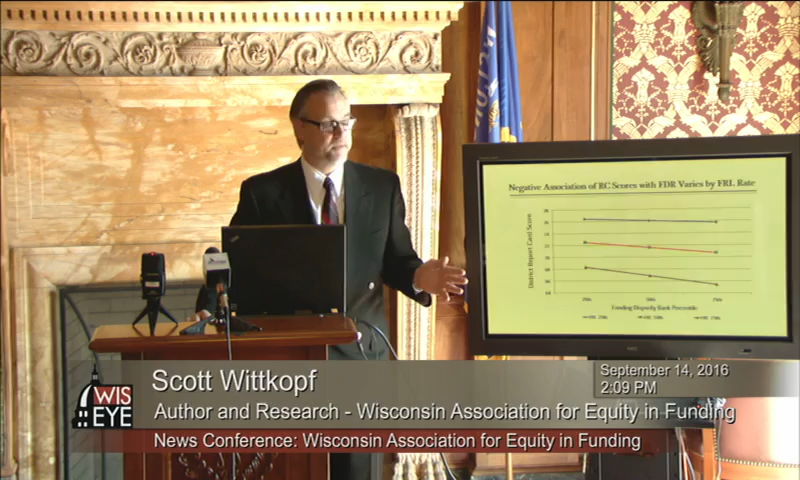 Negative Association of RC Scores with FDR Varies by FRL Rate
District Report Card Score
Funding Disparity Rank Percentile
WIS
EYE
Scott Wittkopf
September 14, 2016
2:09 PM
Author and Research - Wisconsin Association for Equity in Funding
News Conference: Wisconsin Association for Equity in Funding